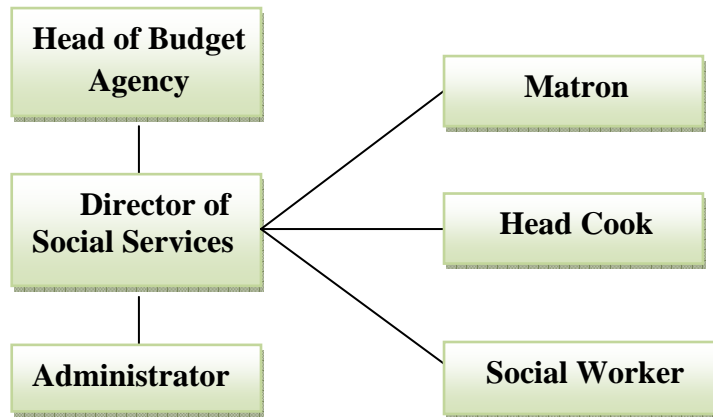 Head of Budget
Agency
Matron
Director of
Social Services
Head Cook
Administrator
Social Worker